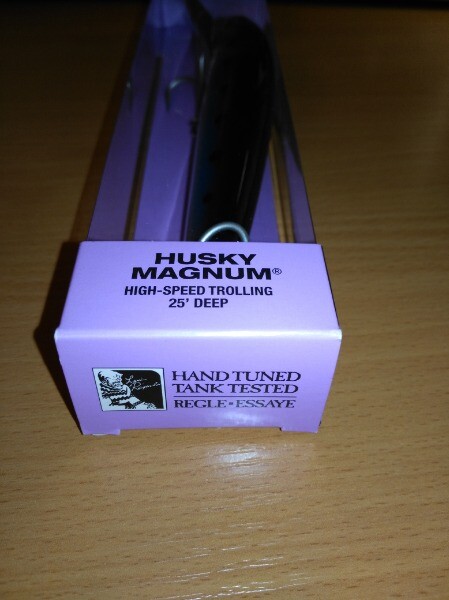 HUSKY
MAGNUM®
HIGH-SPEED TROLLING
25' DEEP
HAND TUNED
TANK TESTED
REGLE•ESSAYE